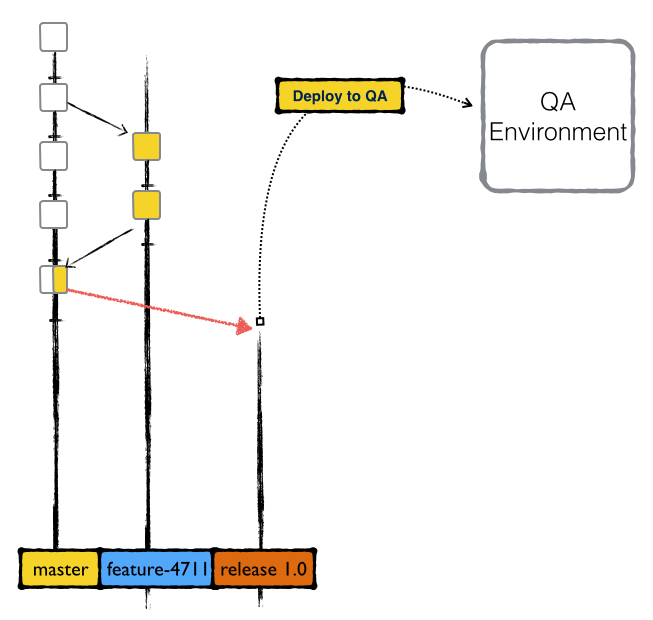 Deploy to QA
QA
Environment
master
feature-4711
release 1.0